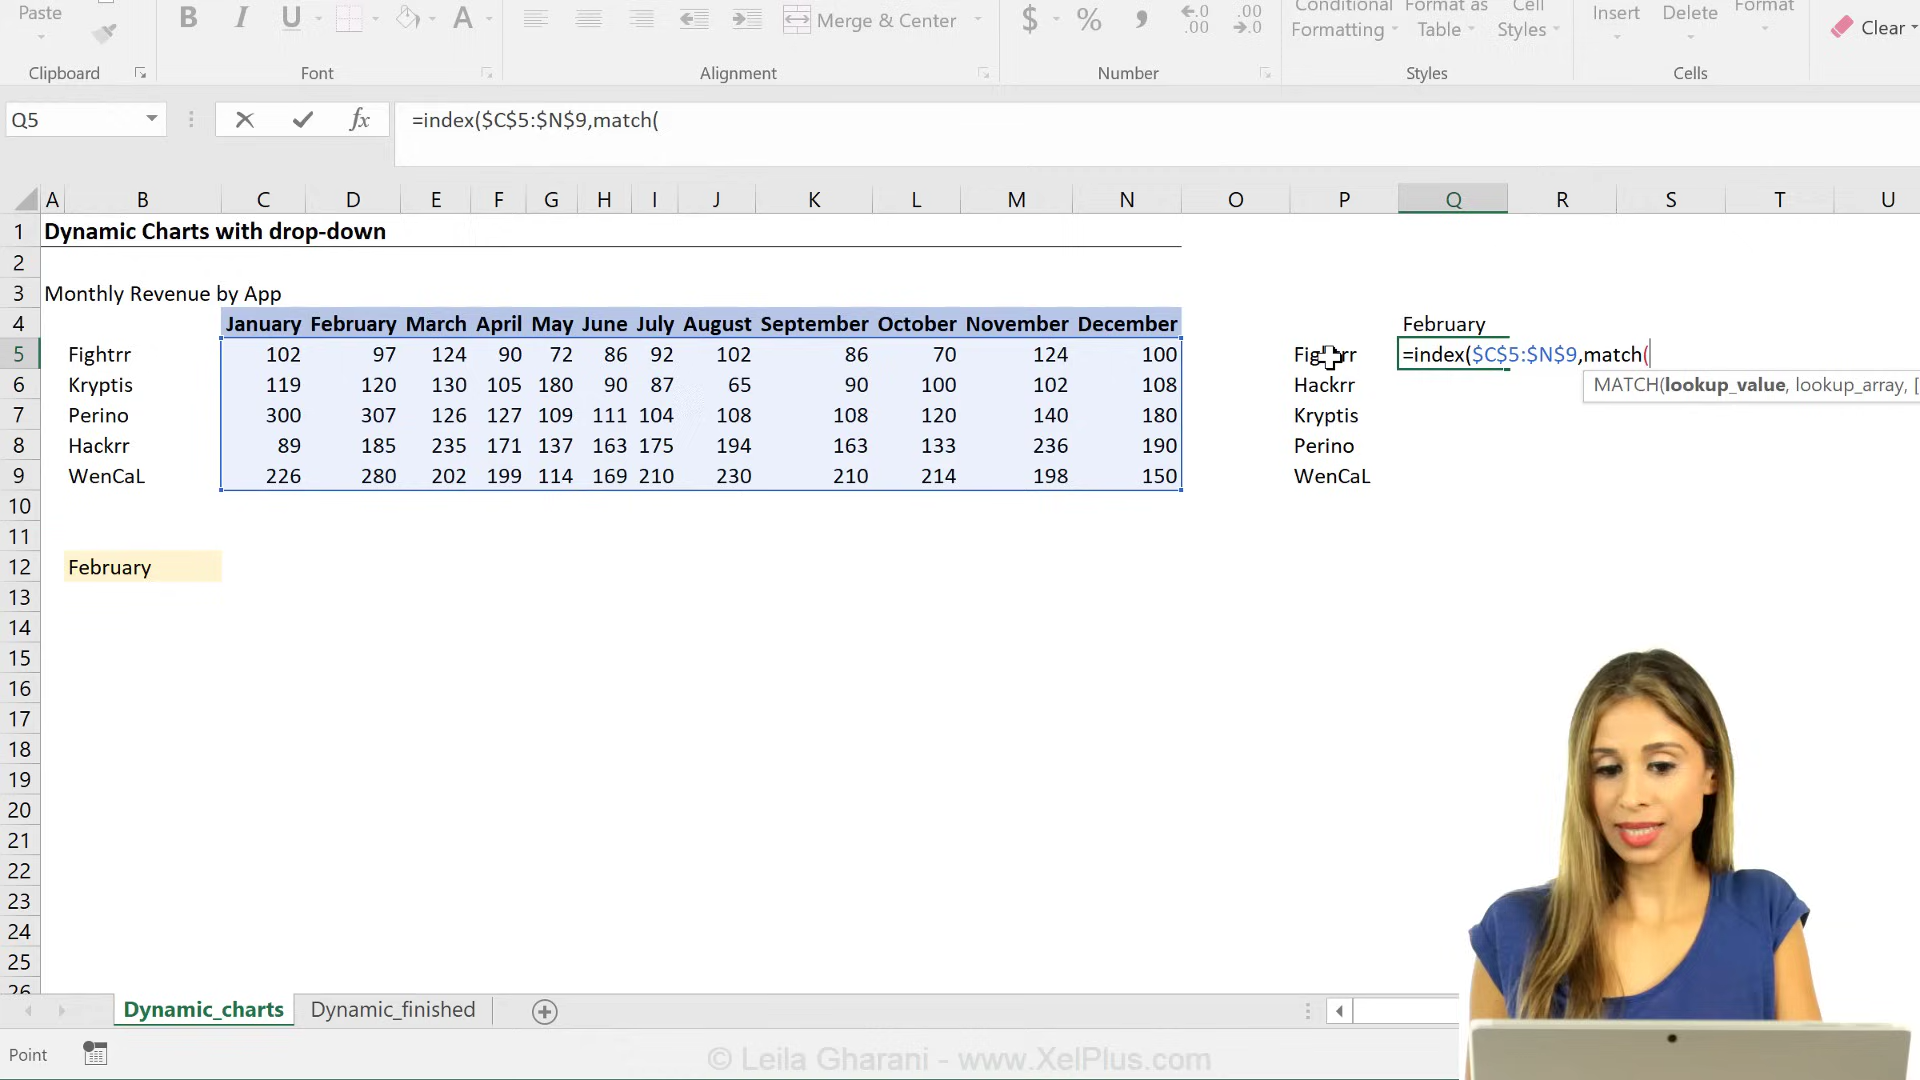 Paste
B I U A
Merge & Center
$ % , .0 .00 .00 .0
Conditional Formatting
Format as Table
Cell Styles
Insert Delete Format
Clear
Clipboard Font Alignment Number Styles Cells
Q5 fx =index($C$5:$N$9,match(
A B C D E F G H I J K L M N O P Q R S T U
1 Dynamic Charts with drop-down
2
3 Monthly Revenue by App
4 January February March April May June July August September October November December February
5 Fightrr 102 97 124 90 72 86 92 102 86 70 124 100 Fightrr =index($C$5:$N$9,match(
6 Kryptis 119 120 130 105 180 90 87 65 90 100 102 108 Hackrr MATCH(lookup_value, lookup_array, [
7 Perino 300 307 126 127 109 111 104 108 108 120 140 180 Kryptis
8 Hackrr 89 185 235 171 137 163 175 194 163 133 236 190 Perino
9 WenCaL 226 280 202 199 114 169 210 230 210 214 198 150 WenCaL
10
11
12 February
13
14
15
16
17
18
19
20
21
22
23
24
25
26
Dynamic_charts Dynamic_finished
Point
© Leila Gharani - www.XelPlus.com